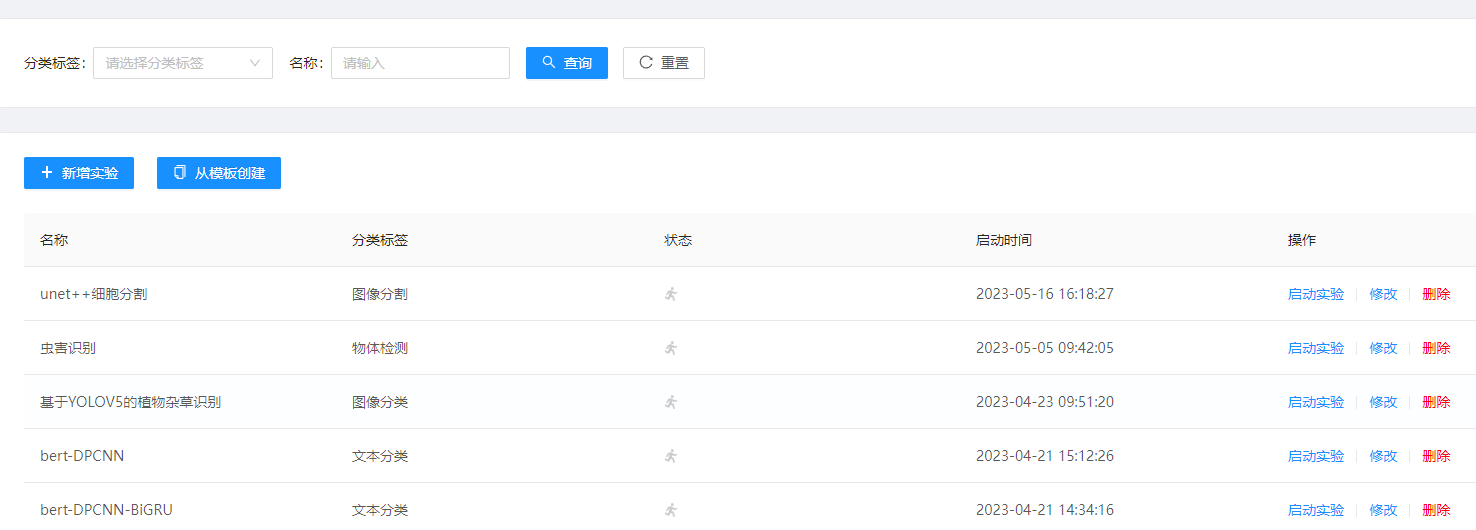 分类标签: 请选择分类标签 名称: 请输入 查询 重置
新增实验 从模板创建
名称 分类标签 状态 启动时间 操作
unet++细胞分割 图像分割 2023-05-16 16:18:27 启动实验 修改 删除
虫害识别 物体检测 2023-05-05 09:42:05 启动实验 修改 删除
基于YOLOV5的植物杂草识别 图像分类 2023-04-23 09:51:20 启动实验 修改 删除
bert-DPCNN 文本分类 2023-04-21 15:12:26 启动实验 修改 删除
bert-DPCNN-BiGRU 文本分类 2023-04-21 14:34:16 启动实验 修改 删除